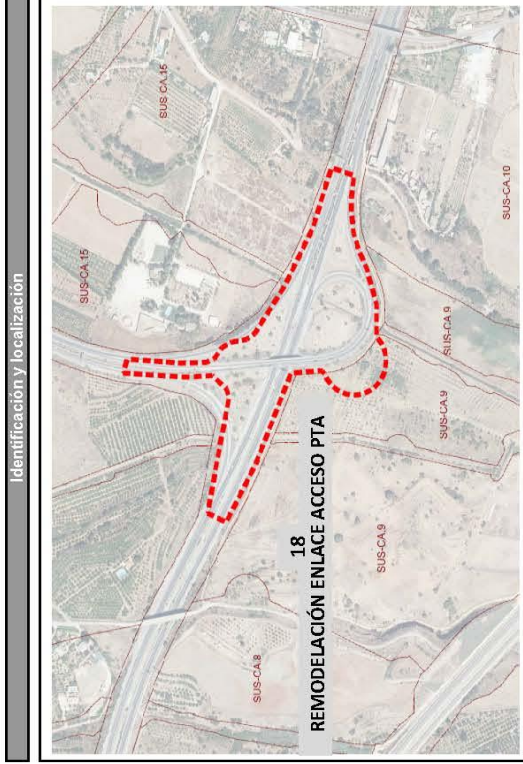 Identificación y localización
SUS-CA.15
SUS-CA.15
18
REMODELACIÓN ENLACE ACCESO PTA
SUS-CA.8
SUS-CA.9
SUS-CA.9
SUS-CA.9
SUS-CA.10